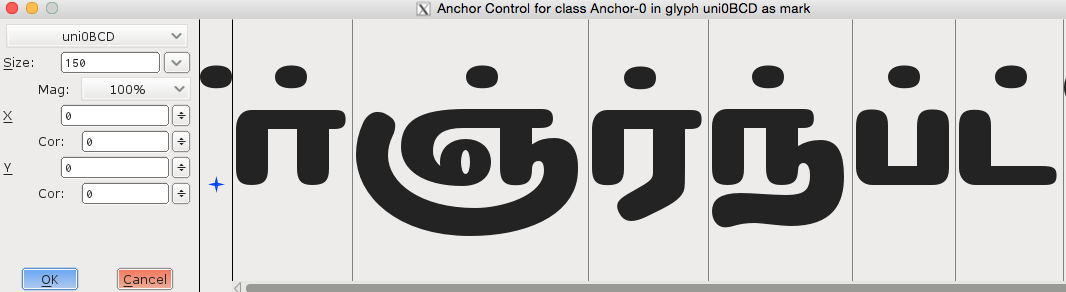 Anchor Control for class Anchor-0 in glyph uni0BCD as mark
uni0BCD
Size: 150
Mag: 100%
X 0
Cor: 0
Y 0
Cor: 0
OK Cancel
் ா் ஞ் ர் ந் ப் ட்